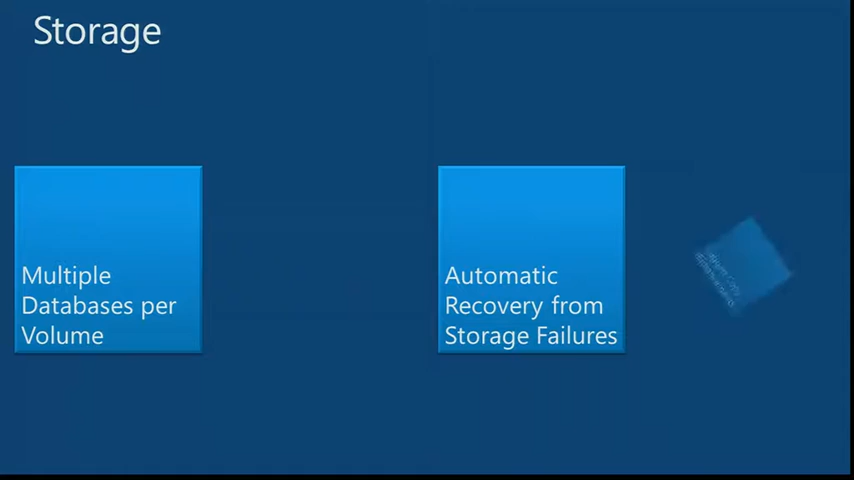 Storage
Multiple
Databases per
Volume
Automatic
Recovery from
Storage Failures